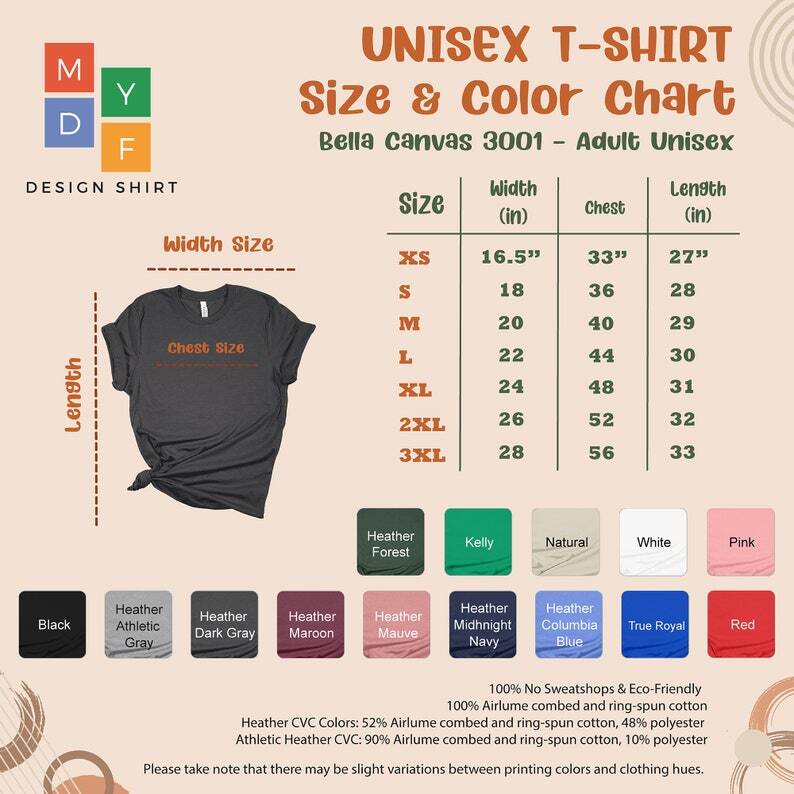 M
Y
D
F
DESIGN SHIRT
UNISEX T-SHIRT
Size & Color Chart
Bella Canvas 3001 - Adult Unisex
Width Size
Length
Chest Size
Size Width (in) Chest Length (in)
XS 16.5” 33” 27”
S 18 36 28
M 20 40 29
L 22 44 30
XL 24 48 31
2XL 26 52 32
3XL 28 56 33
Heather Forest
Kelly
Natural
White
Pink
Black
Heather Athletic Gray
Heather Dark Gray
Heather Maroon
Heather Mauve
Heather Midhnight Navy
Heather Columbia Blue
True Royal
Red
100% No Sweatshops & Eco-Friendly
100% Airlume combed and ring-spun cotton
Heather CVC Colors: 52% Airlume combed and ring-spun cotton, 48% polyester
Athletic Heather CVC: 90% Airlume combed and ring-spun cotton, 10% polyester
Please take note that there may be slight variations between printing colors and clothing hues.